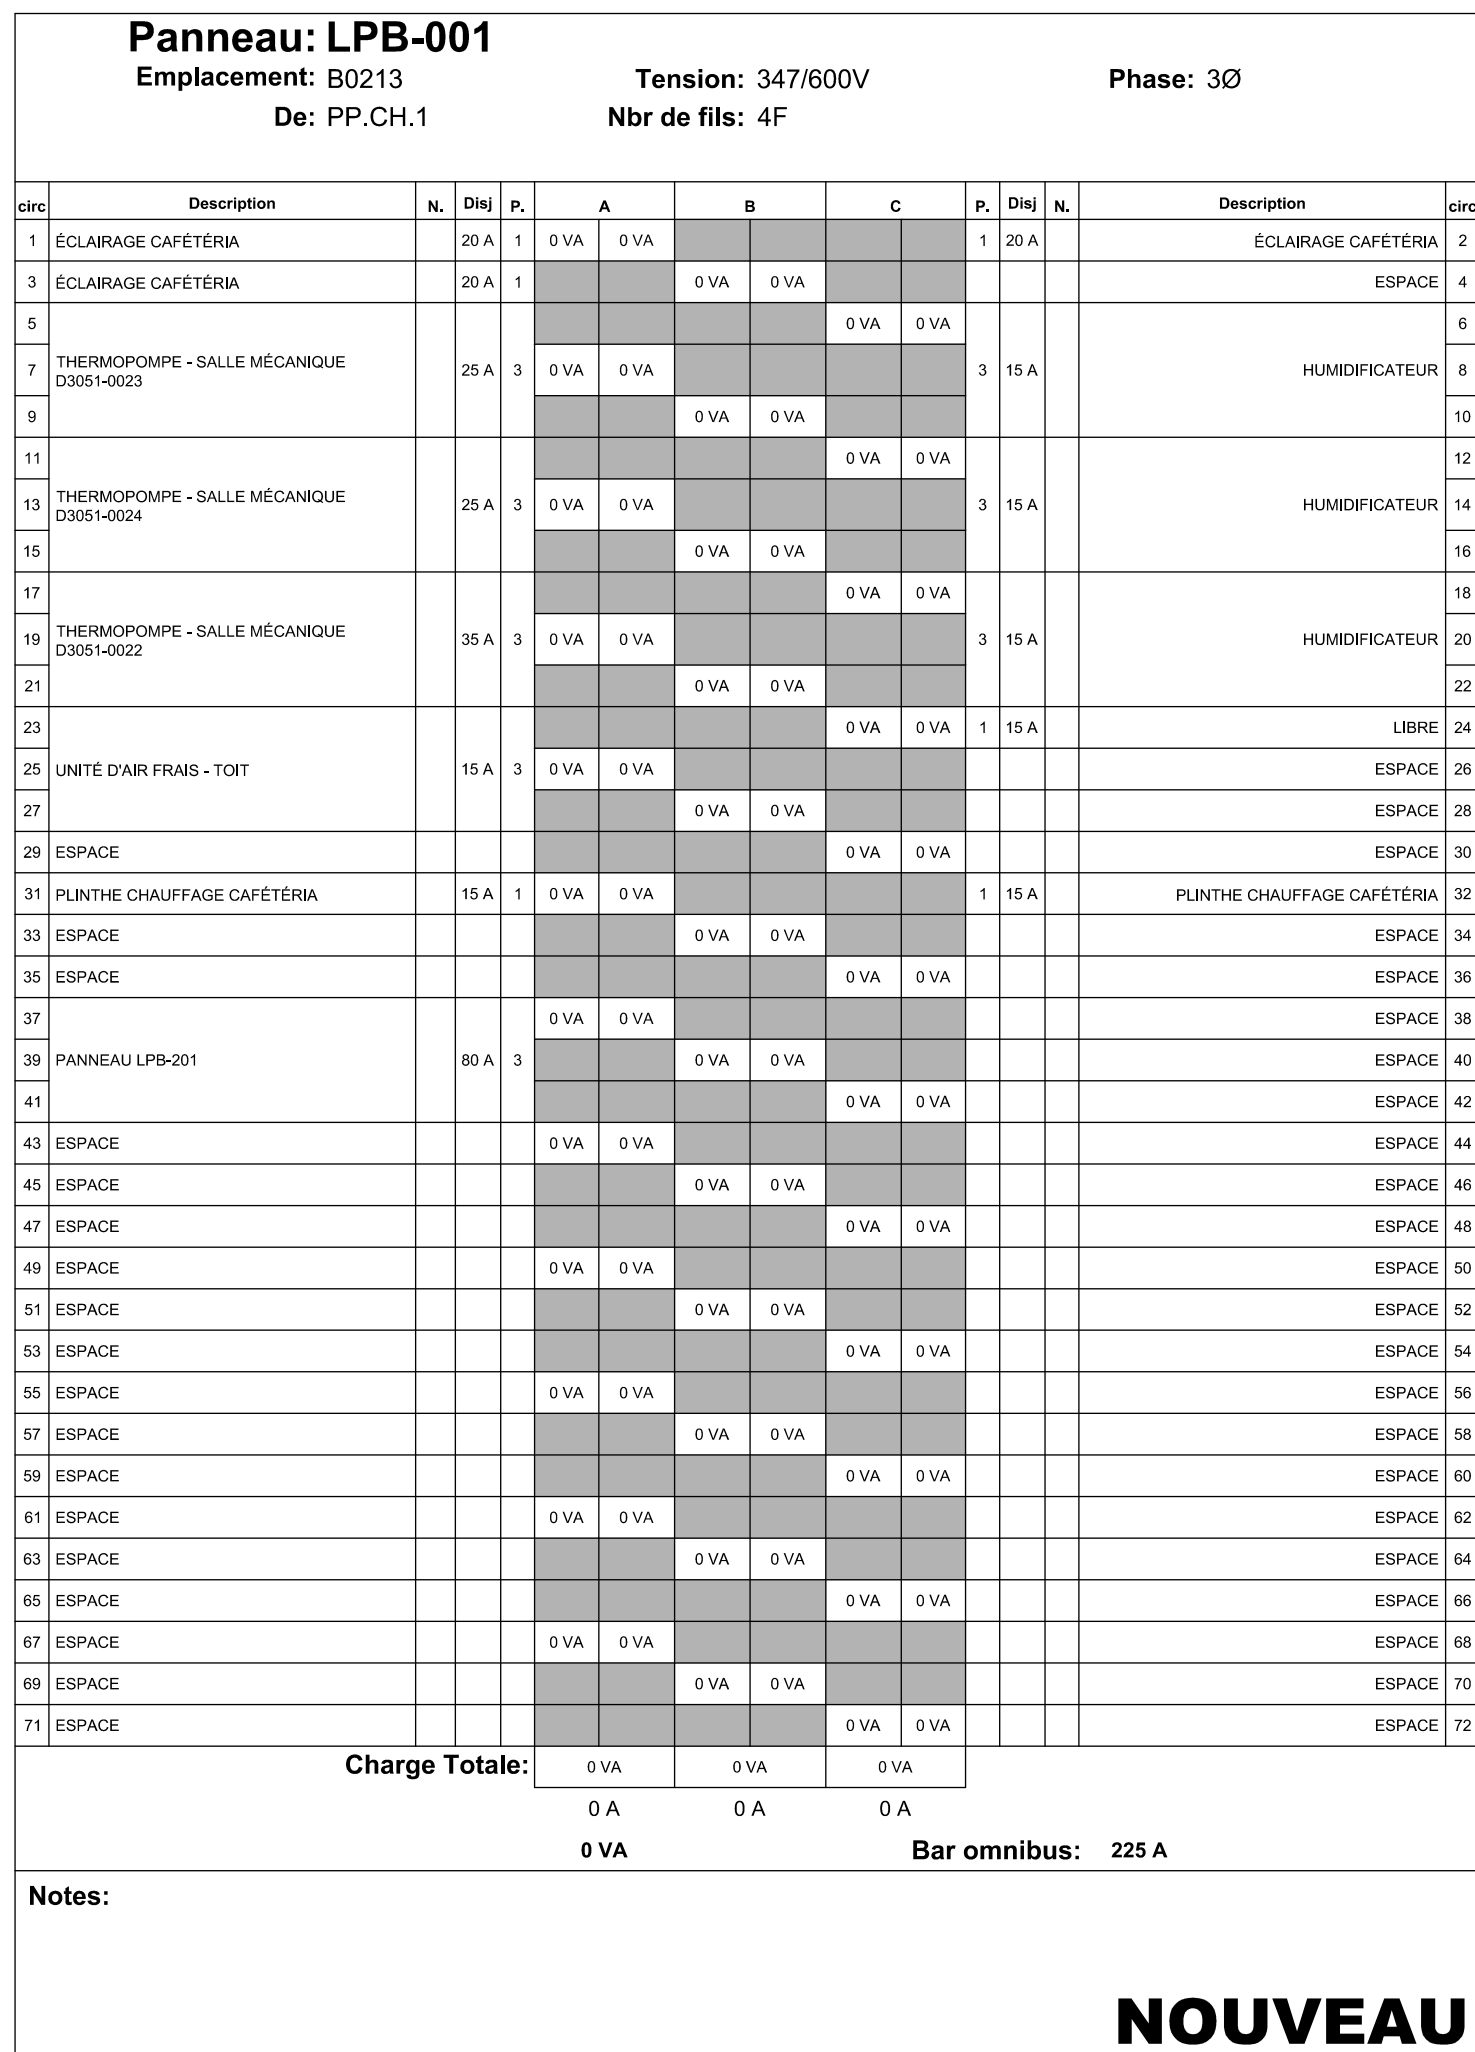 Panneau: LPB-001
Emplacement: B0213 Tension: 347/600V Phase: 3Ø
De: PP.CH.1 Nbr de fils: 4F
circ Description N. Disj P. A B C P. Disj N. Description circ
1 ÉCLAIRAGE CAFÉTÉRIA 20 A 1 0 VA 0 VA 1 20 A ÉCLAIRAGE CAFÉTÉRIA 2
3 ÉCLAIRAGE CAFÉTÉRIA 20 A 1 0 VA 0 VA ESPACE 4
5 0 VA 0 VA 6
7 THERMOPOMPE - SALLE MÉCANIQUE
D3051-0023 25 A 3 0 VA 0 VA 3 15 A HUMIDIFICATEUR 8
9 0 VA 0 VA 10
11 0 VA 0 VA 12
13 THERMOPOMPE - SALLE MÉCANIQUE
D3051-0024 25 A 3 0 VA 0 VA 3 15 A HUMIDIFICATEUR 14
15 0 VA 0 VA 16
17 0 VA 0 VA 18
19 THERMOPOMPE - SALLE MÉCANIQUE
D3051-0022 35 A 3 0 VA 0 VA 3 15 A HUMIDIFICATEUR 20
21 0 VA 0 VA 22
23 0 VA 0 VA 1 15 A LIBRE 24
25 UNITÉ D'AIR FRAIS - TOIT 15 A 3 0 VA 0 VA ESPACE 26
27 0 VA 0 VA ESPACE 28
29 ESPACE 0 VA 0 VA ESPACE 30
31 PLINTHE CHAUFFAGE CAFÉTÉRIA 15 A 1 0 VA 0 VA 1 15 A PLINTHE CHAUFFAGE CAFÉTÉRIA 32
33 ESPACE 0 VA 0 VA ESPACE 34
35 ESPACE 0 VA 0 VA ESPACE 36
37 0 VA 0 VA ESPACE 38
39 PANNEAU LPB-201 80 A 3 0 VA 0 VA ESPACE 40
41 0 VA 0 VA ESPACE 42
43 ESPACE 0 VA 0 VA ESPACE 44
45 ESPACE 0 VA 0 VA ESPACE 46
47 ESPACE 0 VA 0 VA ESPACE 48
49 ESPACE 0 VA 0 VA ESPACE 50
51 ESPACE 0 VA 0 VA ESPACE 52
53 ESPACE 0 VA 0 VA ESPACE 54
55 ESPACE 0 VA 0 VA ESPACE 56
57 ESPACE 0 VA 0 VA ESPACE 58
59 ESPACE 0 VA 0 VA ESPACE 60
61 ESPACE 0 VA 0 VA ESPACE 62
63 ESPACE 0 VA 0 VA ESPACE 64
65 ESPACE 0 VA 0 VA ESPACE 66
67 ESPACE 0 VA 0 VA ESPACE 68
69 ESPACE 0 VA 0 VA ESPACE 70
71 ESPACE 0 VA 0 VA ESPACE 72
Charge Totale: 0 VA 0 VA 0 VA
0 A 0 A 0 A
0 VA Bar omnibus: 225 A
Notes:
NOUVEAU